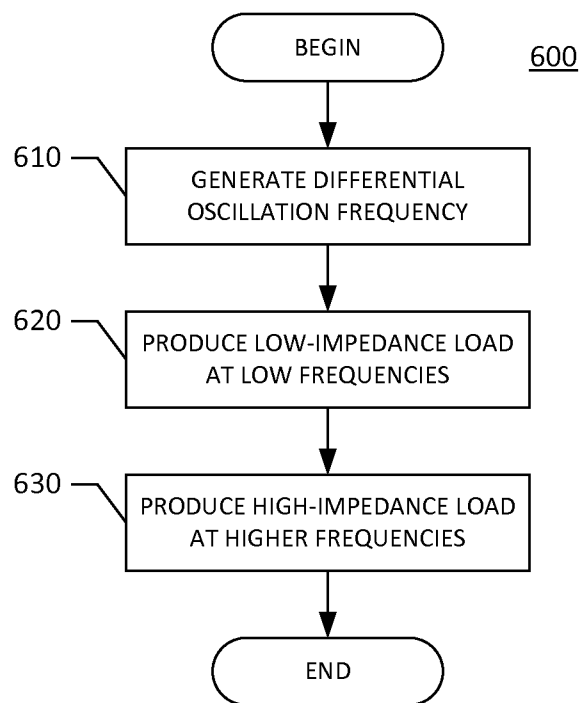 BEGIN
600
610
GENERATE DIFFERENTIAL
OSCILLATION FREQUENCY
620
PRODUCE LOW-IMPEDANCE LOAD
AT LOW FREQUENCIES
630
PRODUCE HIGH-IMPEDANCE LOAD
AT HIGHER FREQUENCIES
END